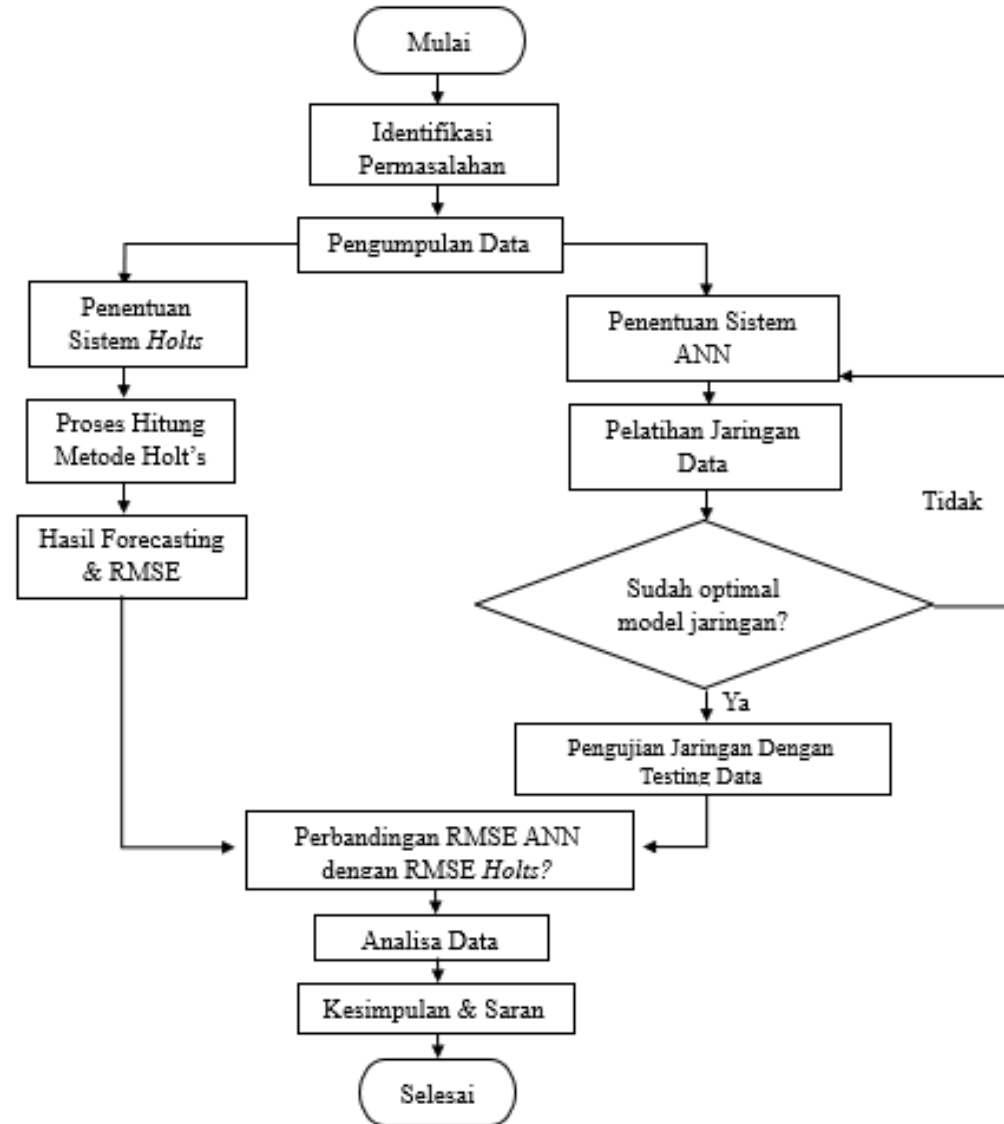 Mulai
Identifikasi
Permasalahan
Pengumpulan Data
Penentuan
Sistem Holts
Proses Hitung
Metode Holt's
Hasil Forecasting
& RMSE
Penentuan Sistem
ANN
Pelatihan Jaringan
Data
Tidak
Sudah optimal
model jaringan?
Ya
Pengujian Jaringan Dengan
Testing Data
Perbandingan RMSE ANN
dengan RMSE Holts?
Analisa Data
Kesimpulan & Saran
Selesai